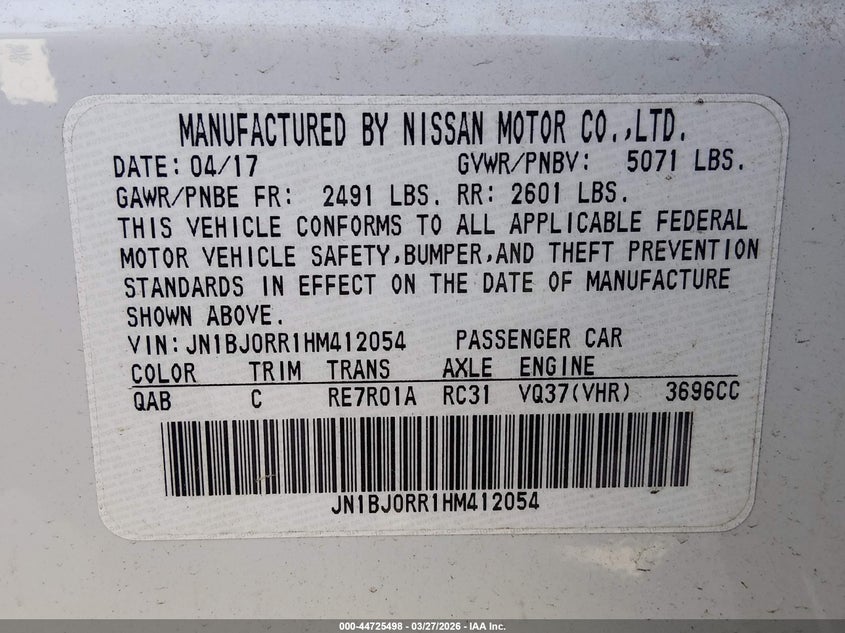 MANUFACTURED BY NISSAN MOTOR CO.,LTD.
DATE: 04/17 GVWR/PNBV: 5071 LBS.
GAWR/PNBE FR: 2491 LBS. RR: 2601 LBS.
THIS VEHICLE CONFORMS TO ALL APPLICABLE FEDERAL
MOTOR VEHICLE SAFETY,BUMPER,AND THEFT PREVENTION
STANDARDS IN EFFECT ON THE DATE OF MANUFACTURE
SHOWN ABOVE.
VIN:JN1BJ0RR1HM412054 PASSENGER CAR
COLOR TRIM TRANS AXLE ENGINE
QAB C RE7R01A RC31 VQ37(VHR) 3696CC
JN1BJ0RR1HM412054
000-44725498 - 03/27/2026 - IAA Inc.